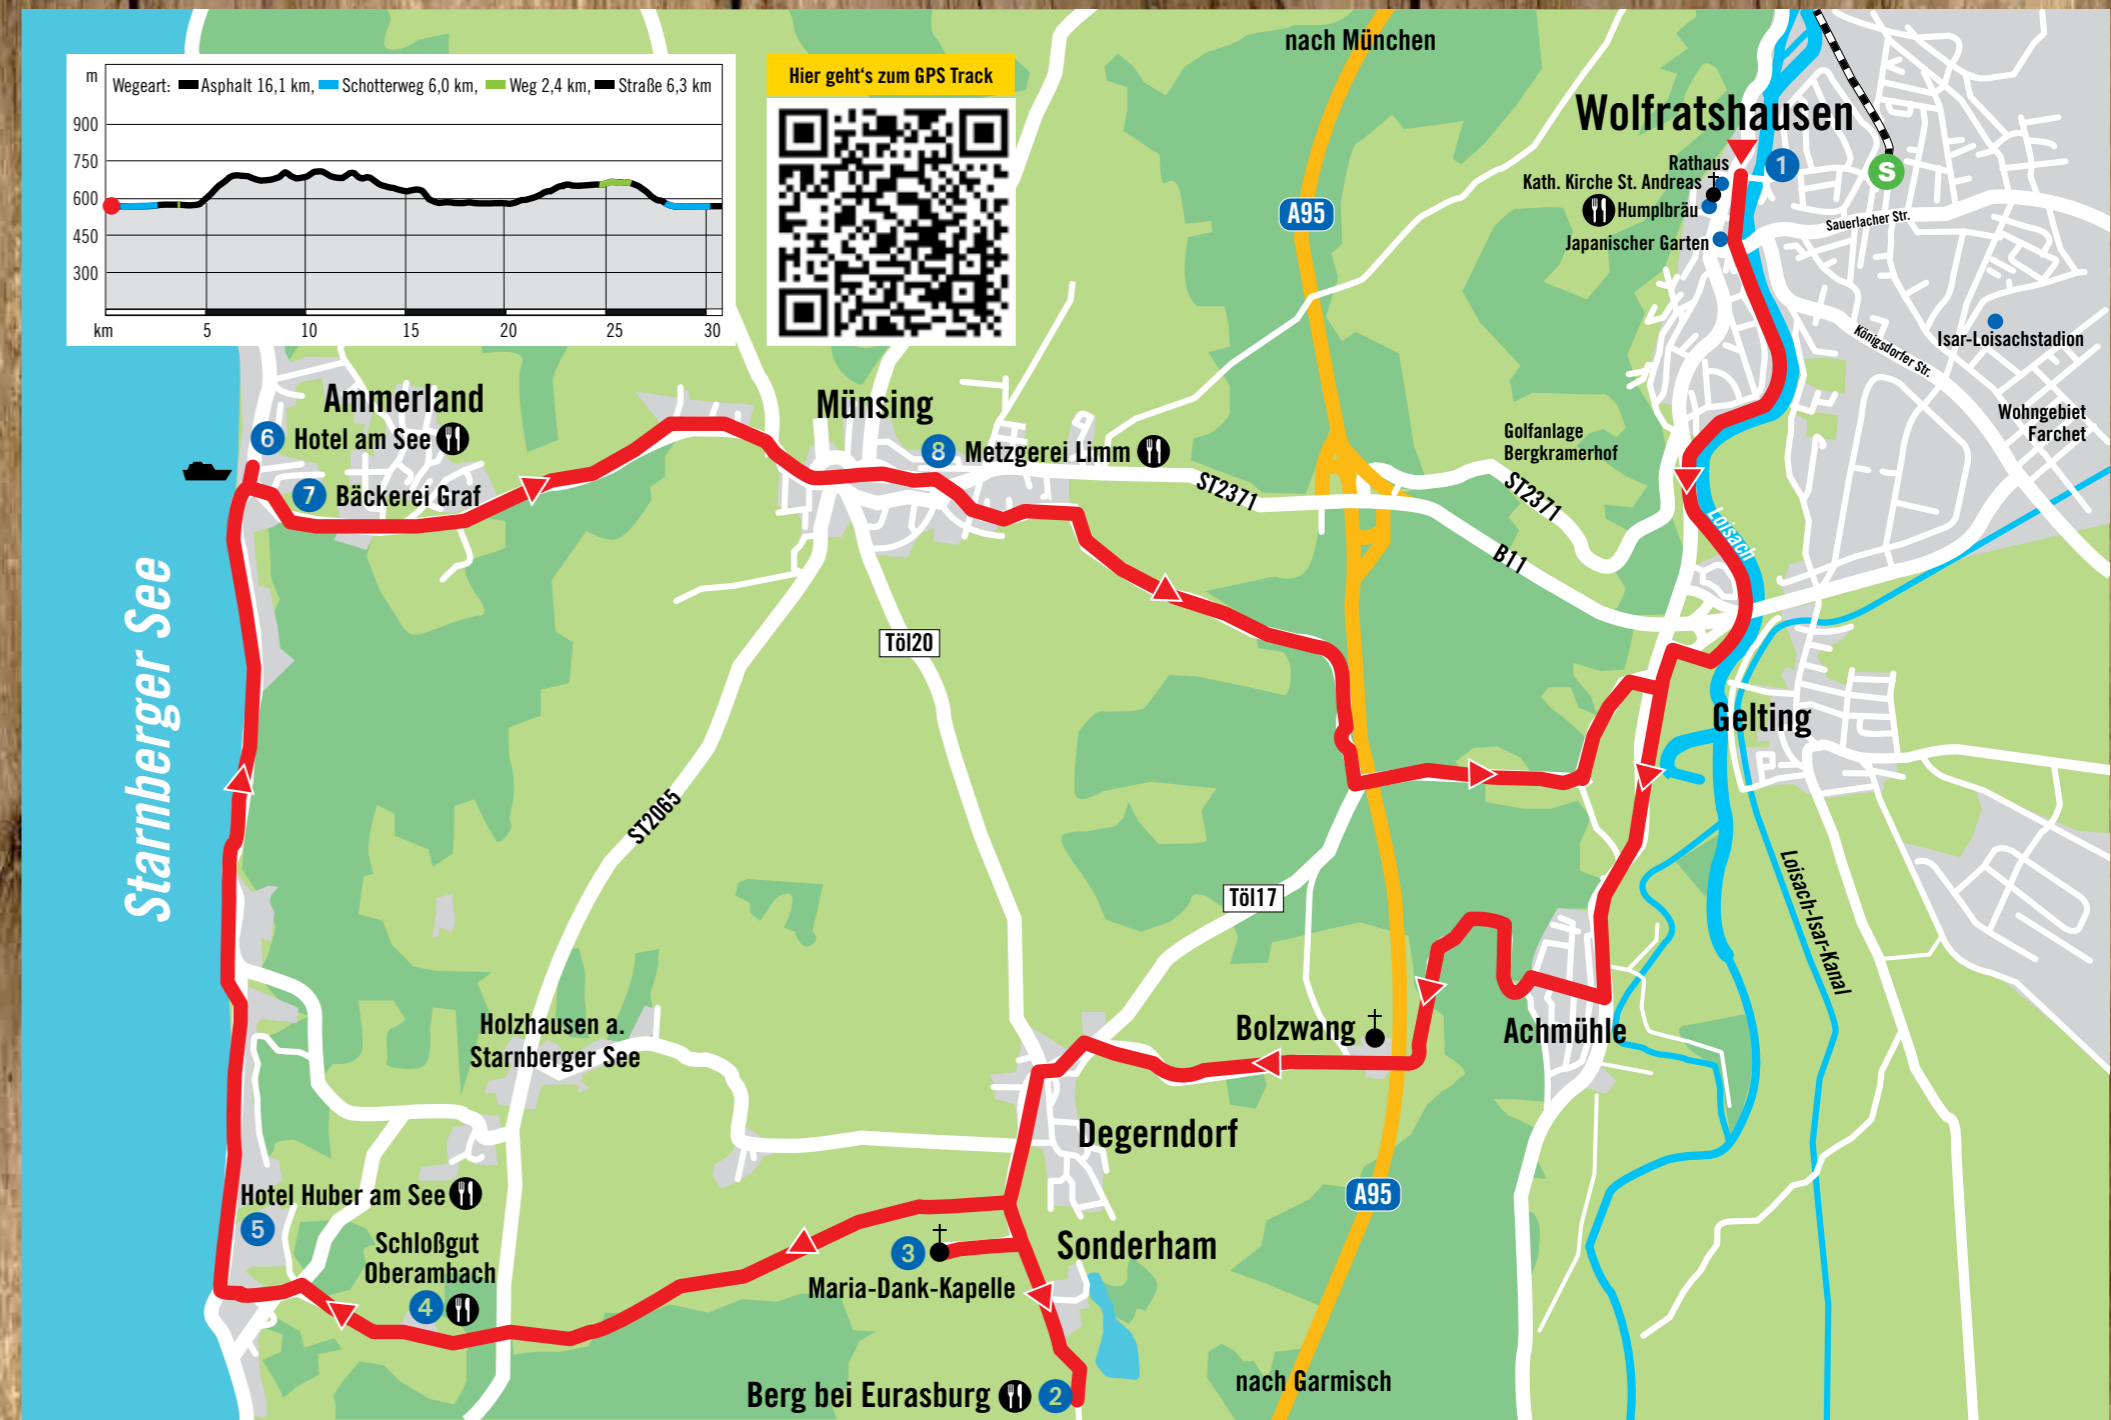 m
Wegeart: Asphalt 16,1 km, Schotterweg 6,0 km, Weg 2,4 km, Straße 6,3 km
900
750
600
450
300
km 5 10 15 20 25 30
Hier geht's zum GPS Track
nach München
A95
Wolfratshausen
1
S
Rathaus
Kath. Kirche St. Andreas
Humplbräu
Japanischer Garten
Sauerlacher Str.
Königsdorfer Str.
Isar-Loisachstadion
Wohngebiet
Farchet
Golfanlage
Bergkramerhof
Ammerland
6 Hotel am See
7 Bäckerei Graf
Münsing
8 Metzgerei Limm
ST2371
ST2371
B11
Loisach
Starnberger See
Töl20
Gelting
ST2065
Töl17
Loisach-Isar-Kanal
Holzhausen a.
Starnberger See
Bolzwang
Achmühle
Degerndorf
Hotel Huber am See
5
A95
Schloßgut
Oberambach
4
3
Sonderham
Maria-Dank-Kapelle
nach Garmisch
Berg bei Eurasburg 2